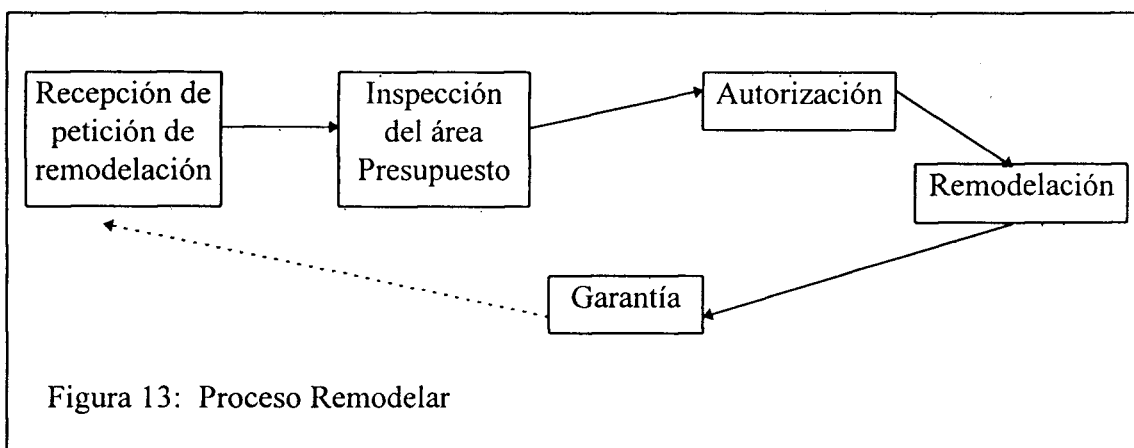 Recepción de
petición de
remodelación
Inspección
del área
Presupuesto
Autorización
Remodelación
Garantía
Figura 13: Proceso Remodelar